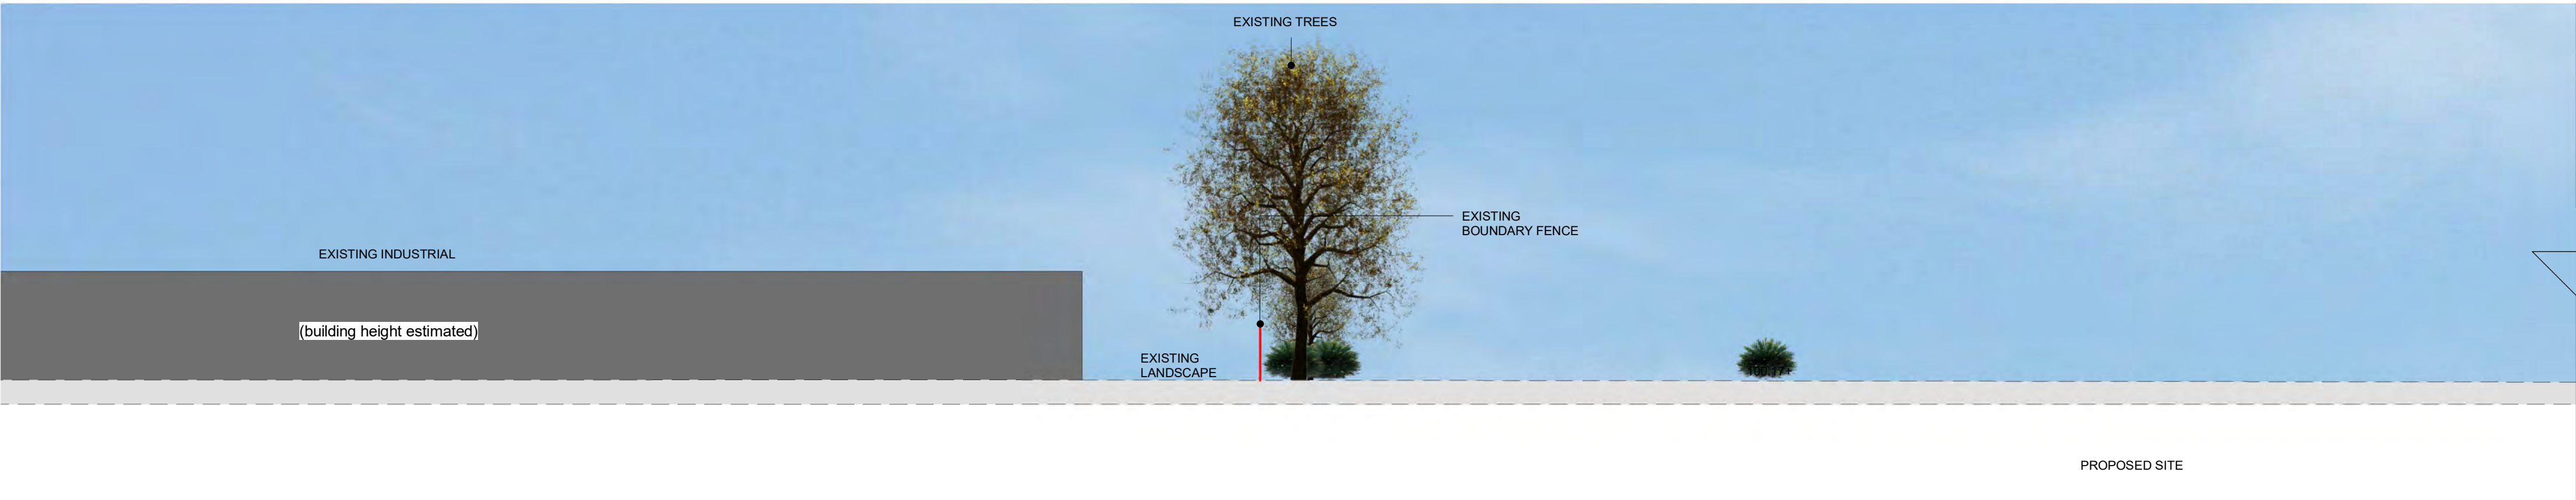 EXISTING TREES
EXISTING
BOUNDARY FENCE
EXISTING INDUSTRIAL
(building height estimated)
EXISTING
LANDSCAPE
PROPOSED SITE